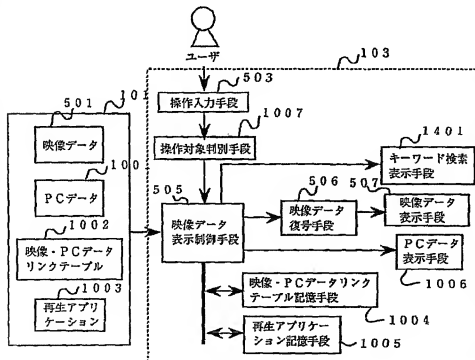 ユーザ
103
503
操作入力手段
1007
操作対象判別手段
101
501
映像データ
100
PCデータ
1002
映像・PCデータ
リンクテーブル
1003
再生アプリ
ケーション
505
映像データ
表示制御手段
1401
キーワード検索
表示手段
506
映像データ
復号手段
507
映像データ
表示手段
PCデータ
表示手段
1006
映像・PCデータリンク
テーブル記憶手段
1004
再生アプリケー
ション記憶手段
1005